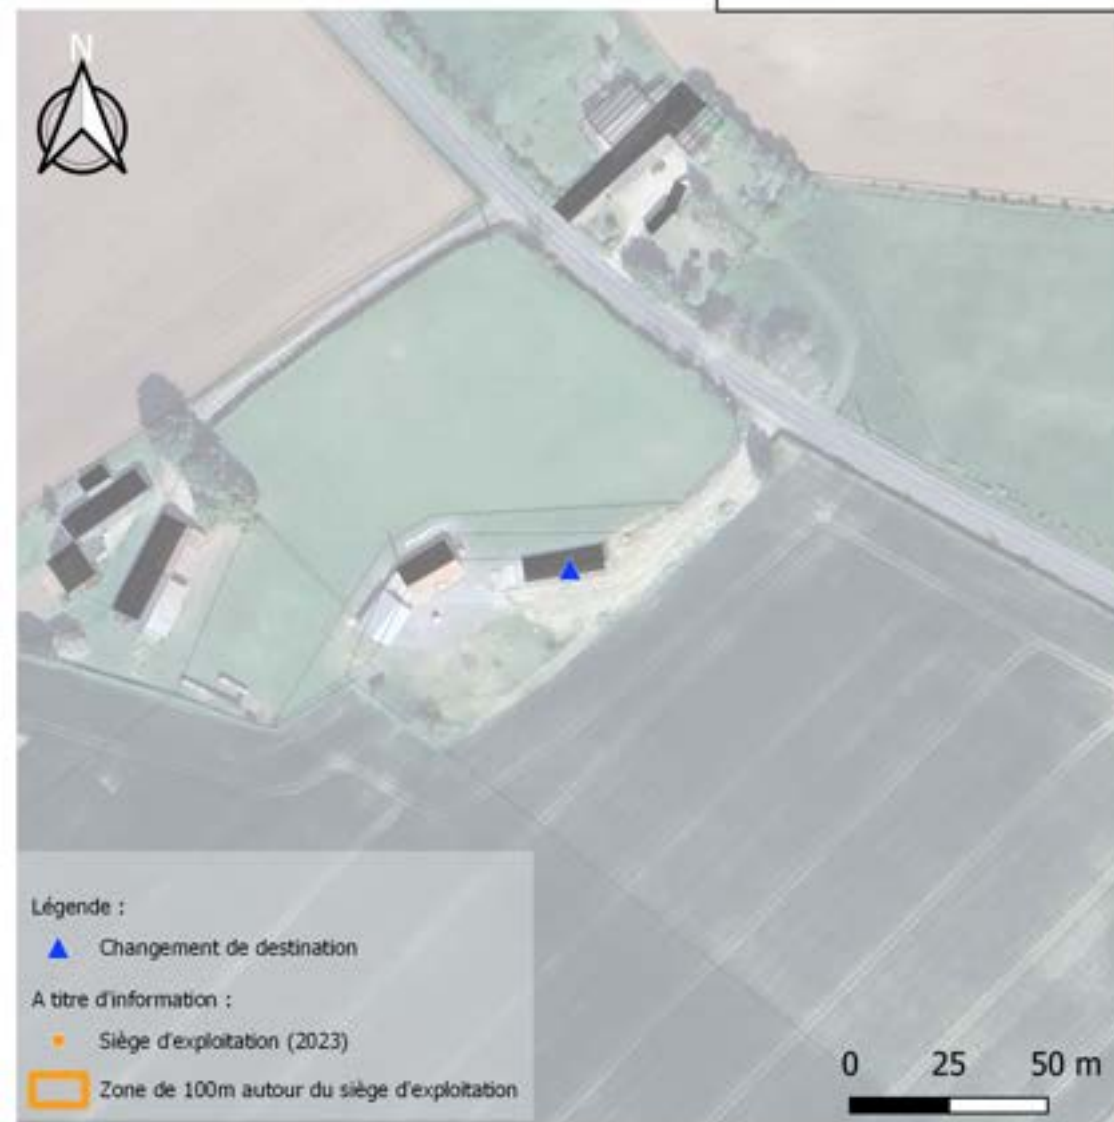 N
Légende :
Changement de destination
A titre d'information :
Siège d'exploitation (2023)
Zone de 100m autour du siège d'exploitation
0 25 50 m